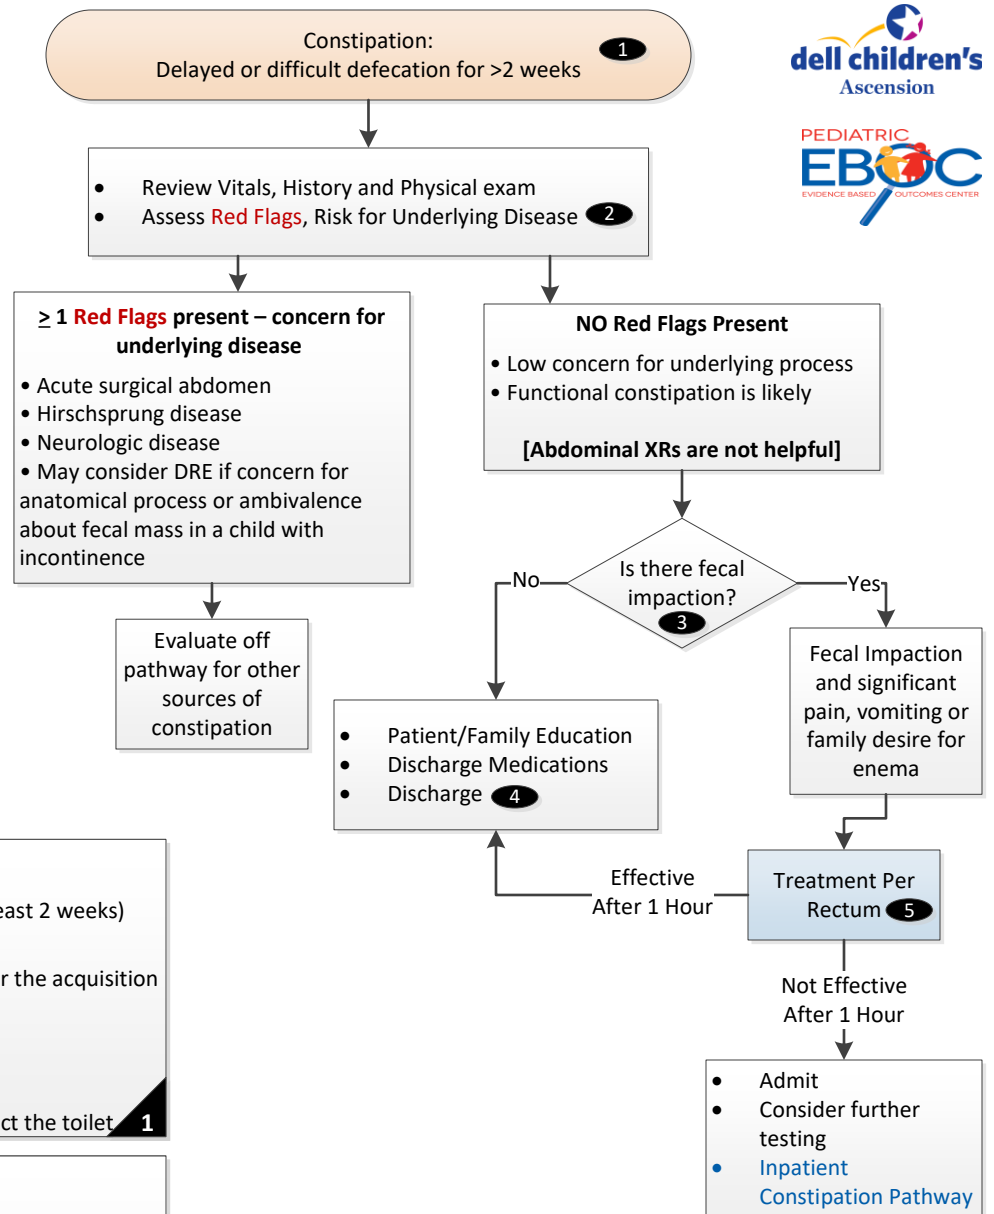 Constipation:
Delayed or difficult defecation for >2 weeks
1
dell children's
Ascension
PEDIATRIC
EBOC
EVIDENCE BASED OUTCOMES CENTER
• Review Vitals, History and Physical exam
• Assess Red Flags, Risk for Underlying Disease 2
≥ 1 Red Flags present – concern for
underlying disease
• Acute surgical abdomen
• Hirschsprung disease
• Neurologic disease
• May consider DRE if concern for
anatomical process or ambivalence
about fecal mass in a child with
incontinence
Evaluate off
pathway for other
sources of
constipation
NO Red Flags Present
• Low concern for underlying process
• Functional constipation is likely
[Abdominal XRs are not helpful]
Is there fecal
impaction?
3
No
Yes
• Patient/Family Education
• Discharge Medications
• Discharge 4
Fecal Impaction
and significant
pain, vomiting or
family desire for
enema
Treatment Per
Rectum 5
Effective
After 1 Hour
Not Effective
After 1 Hour
• Admit
• Consider further
testing
• Inpatient
Constipation Pathway
east 2 weeks)
r the acquisition
ct the toilet
1